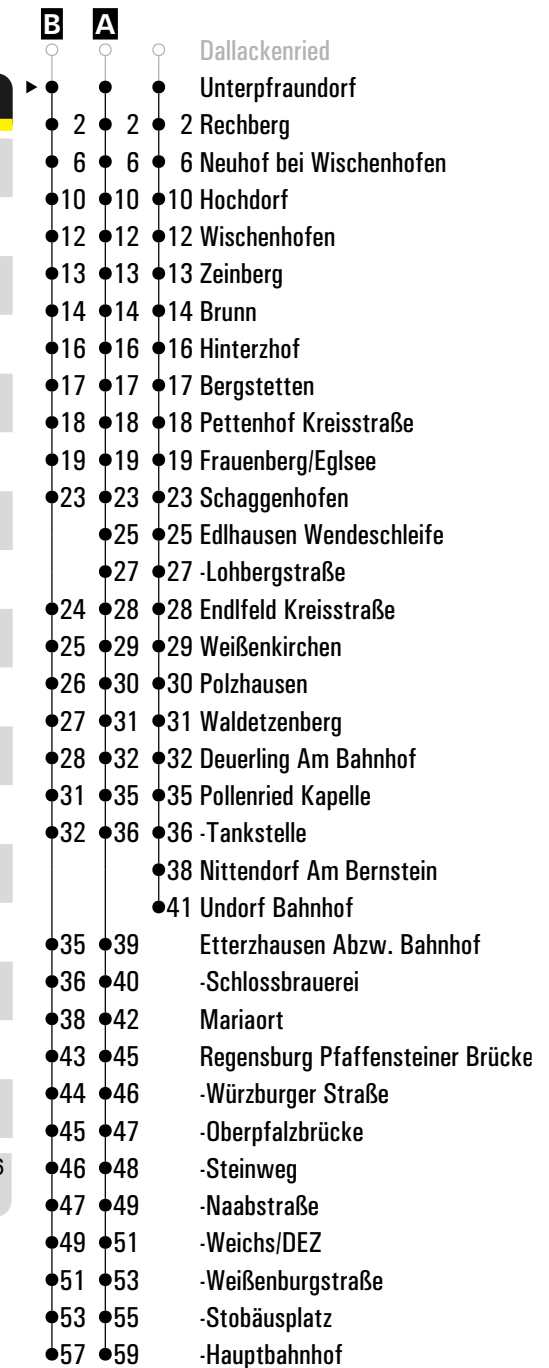 B A
Dallackenried
Unterpfraundorf
2 2 2 Rechberg
6 6 6 Neuhof bei Wischenhofen
10 10 10 Hochdorf
12 12 12 Wischenhofen
13 13 13 Zeinberg
14 14 14 Brunn
16 16 16 Hinterzhof
17 17 17 Bergstetten
18 18 18 Pettenhof Kreisstraße
19 19 19 Frauenberg/Eglsee
23 23 23 Schaggenhofen
25 25 Edlhausen Wendeschleife
27 27 -Lohbergstraße
24 28 28 Endlfeld Kreisstraße
25 29 29 Weißenkirchen
26 30 30 Polzhausen
27 31 31 Waldetzenberg
28 32 32 Deuerling Am Bahnhof
31 35 35 Pollenried Kapelle
32 36 36 -Tankstelle
38 Nittendorf Am Bernstein
41 Undorf Bahnhof
35 39 Etterzhausen Abzw. Bahnhof
36 40 -Schlossbrauerei
38 42 Mariaort
43 45 Regensburg Pfaffensteiner Brücke
44 46 -Würzburger Straße
45 47 -Oberpfalzbrücke
46 48 -Steinweg
47 49 -Naabstraße
49 51 -Weichs/DEZ
51 53 -Weißenburgstraße
53 55 -Stobäusplatz
57 59 -Hauptbahnhof